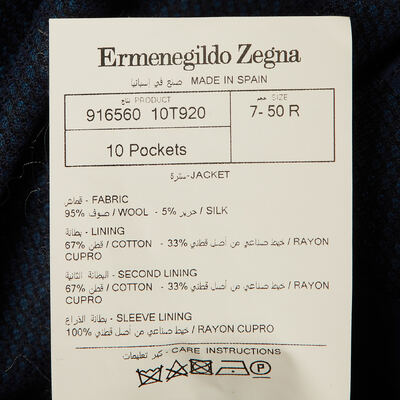 Ermenegildo Zegna
صنع في إسبانيا MADE IN SPAIN
PRODUCT
916560 10T920
10 Pockets
حجم SIZE
7- 50 R
سترة-JACKET
قماش - FABRIC
95% صوف / WOOL - 5% حرير / SILK
بطانة - LINING
67% قطن / COTTON - 33% خيط صناعي من أصل قطني / RAYON
CUPRO
البطانة الثانية - SECOND LINING
67% قطن / COTTON - 33% خيط صناعي من أصل قطني / RAYON
CUPRO
بطانة الذراع - SLEEVE LINING
100% خيط صناعي من أصل قطني / RAYON CUPRO
تعليمات - CARE INSTRUCTIONS
P